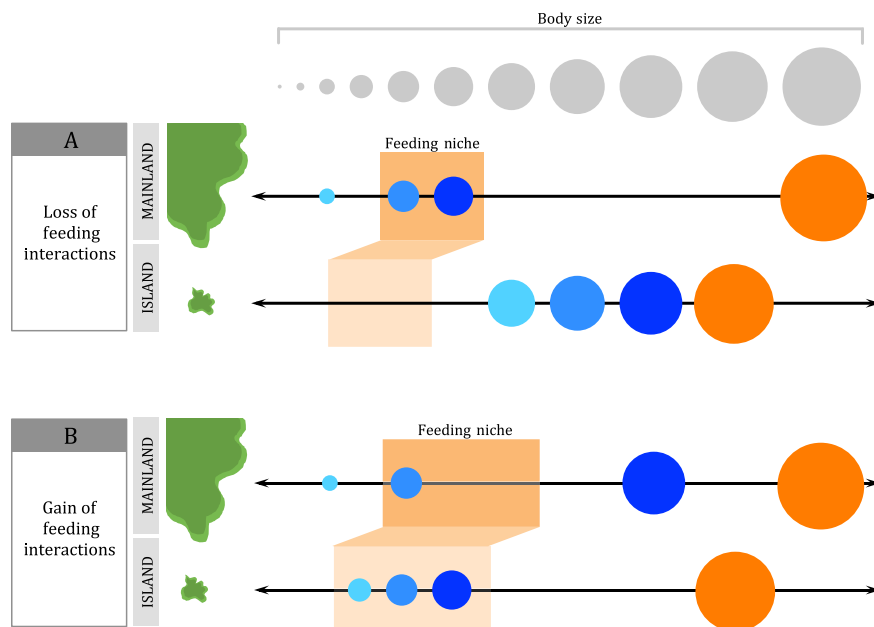 Body size
A
MAINLAND
Feeding niche
Loss of
feeding
interactions
ISLAND
B
MAINLAND
Feeding niche
Gain of
feeding
interactions
ISLAND